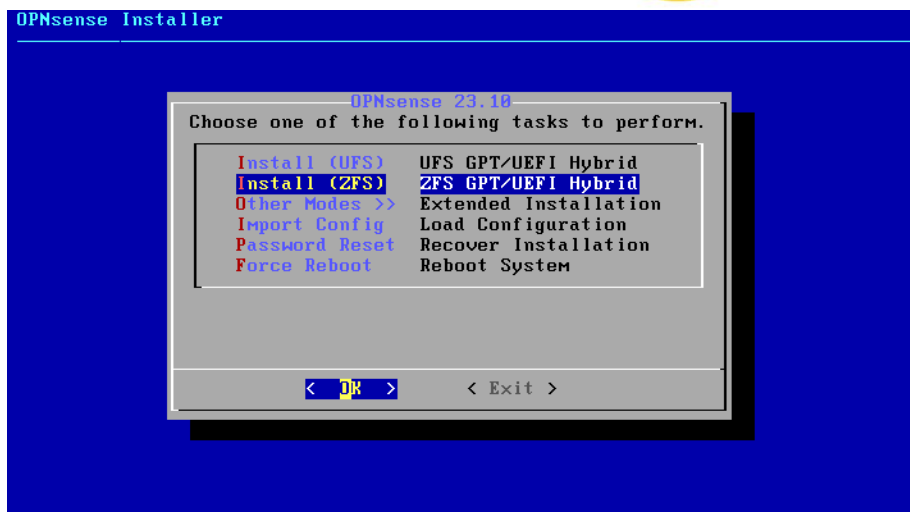 OPNsense Installer
OPNsense 23.10
Choose one of the following tasks to perform.
Install (UFS) UFS GPT/UEFI Hybrid
Install (ZFS) ZFS GPT/UEFI Hybrid
Other Modes >> Extended Installation
Import Config Load Configuration
Password Reset Recover Installation
Force Reboot Reboot System
< OK > < Exit >